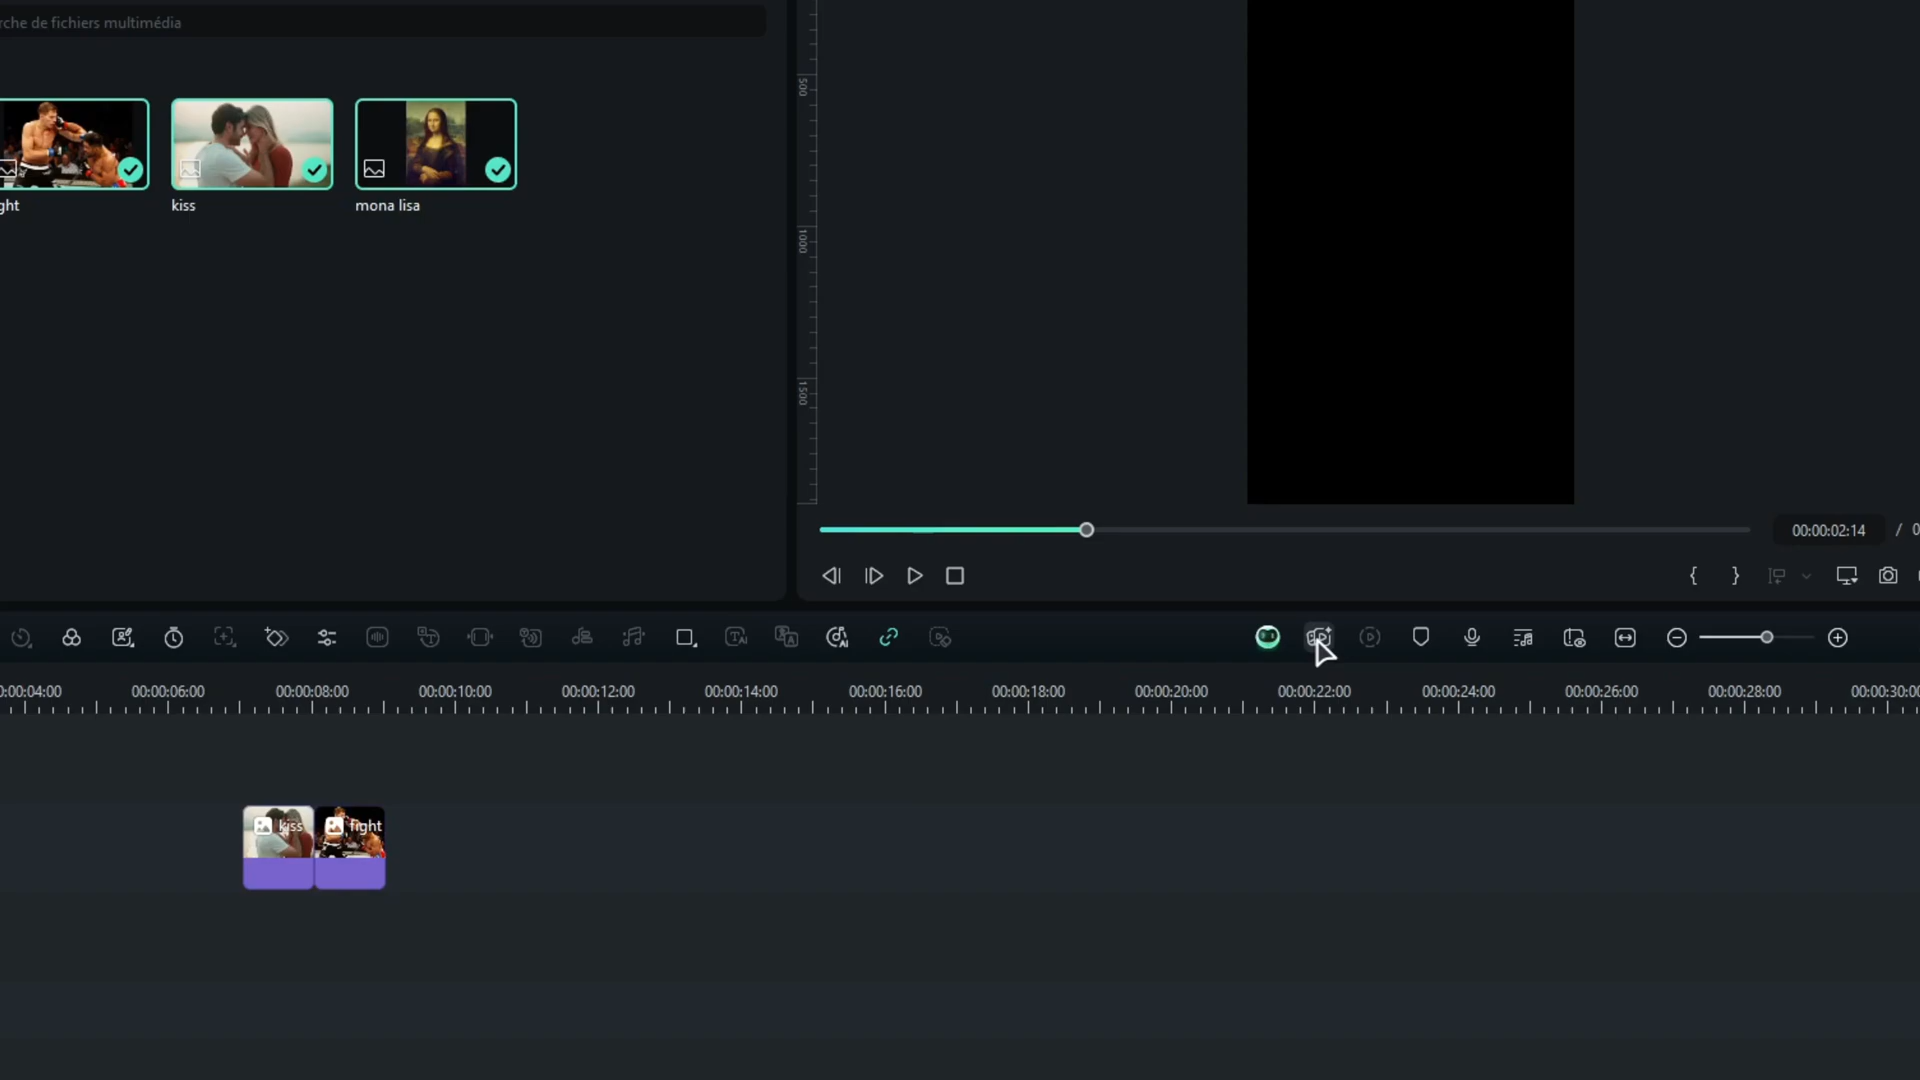 rche de fichiers multimédia
ght
kiss
mona lisa
500
1000
1500
00:00:02:14 / 0
0:00:04:00 00:00:06:00 00:00:08:00 00:00:10:00 00:00:12:00 00:00:14:00 00:00:16:00 00:00:18:00 00:00:20:00 00:00:22:00 00:00:24:00 00:00:26:00 00:00:28:00 00:00:30:00
kiss
fight